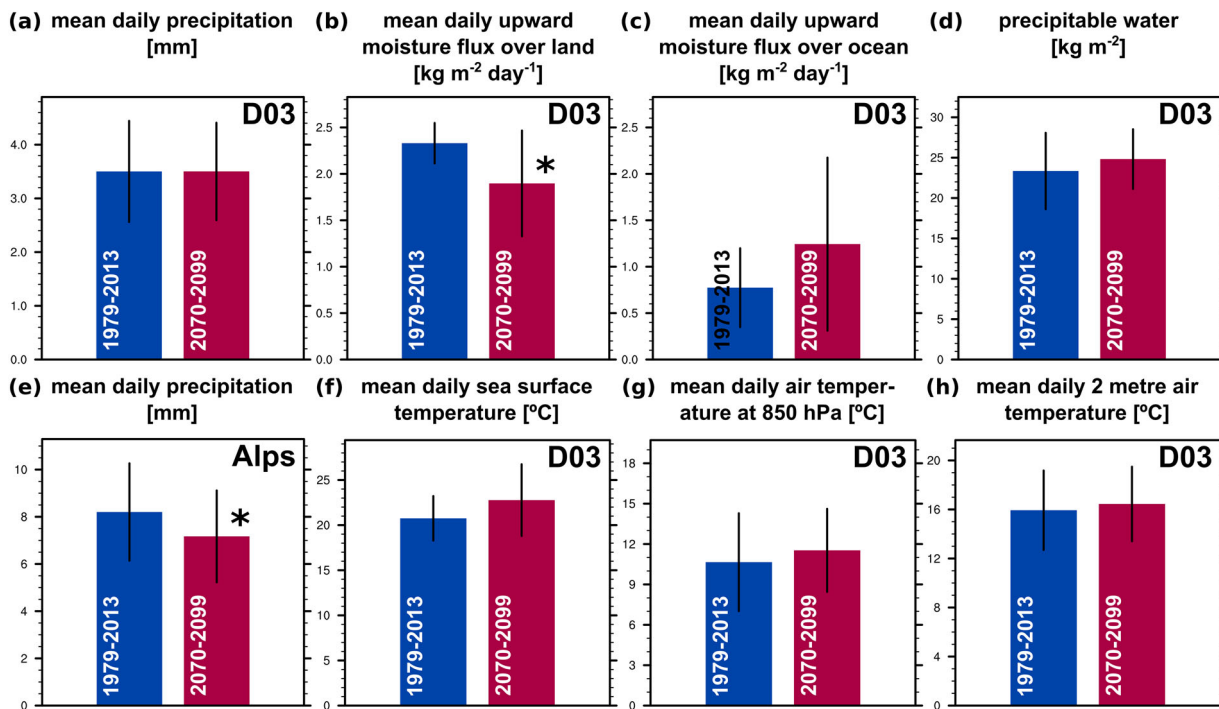 (a) mean daily precipitation
[mm]
(b) mean daily upward
moisture flux over land
[kg m⁻² day⁻¹]
(c) mean daily upward
moisture flux over ocean
[kg m⁻² day⁻¹]
(d) precipitable water
[kg m⁻²]
D03
4.0
3.0
2.0
1.0
0.0
1979-2013
2070-2099
D03
2.5
2.0
1.5
1.0
0.5
0.0
1979-2013
2070-2099
*
D03
2.5
2.0
1.5
1.0
0.5
0.0
1979-2013
2070-2099
D03
30
25
20
15
10
5
0
1979-2013
2070-2099
(e) mean daily precipitation
[mm]
(f) mean daily sea surface
temperature [ºC]
(g) mean daily air temper-
ature at 850 hPa [ºC]
(h) mean daily 2 metre air
temperature [ºC]
Alps
10
8
6
4
2
0
1979-2013
2070-2099
*
D03
25
20
15
10
5
0
1979-2013
2070-2099
D03
18
15
12
9
6
3
0
1979-2013
2070-2099
D03
20
16
12
8
4
0
1979-2013
2070-2099